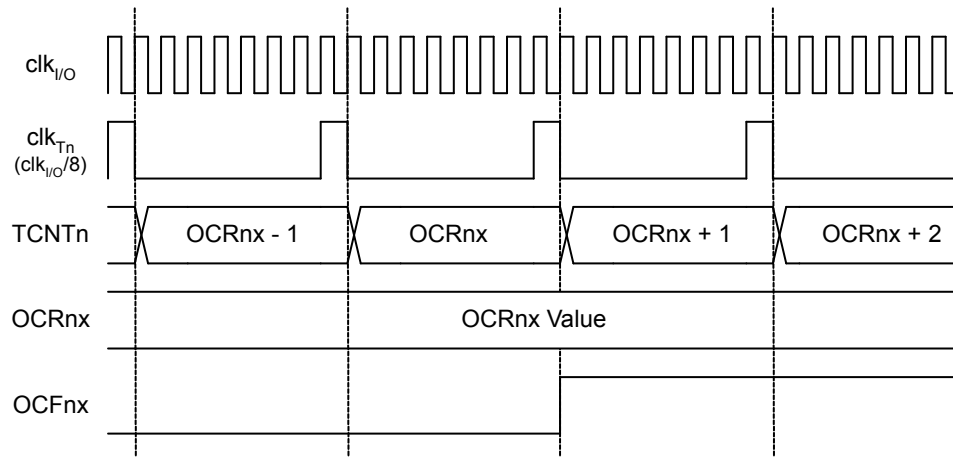 clkI/O
clkTn
(clkI/O/8)
TCNTn OCRnx - 1 OCRnx OCRnx + 1 OCRnx + 2
OCRnx OCRnx Value
OCFnx